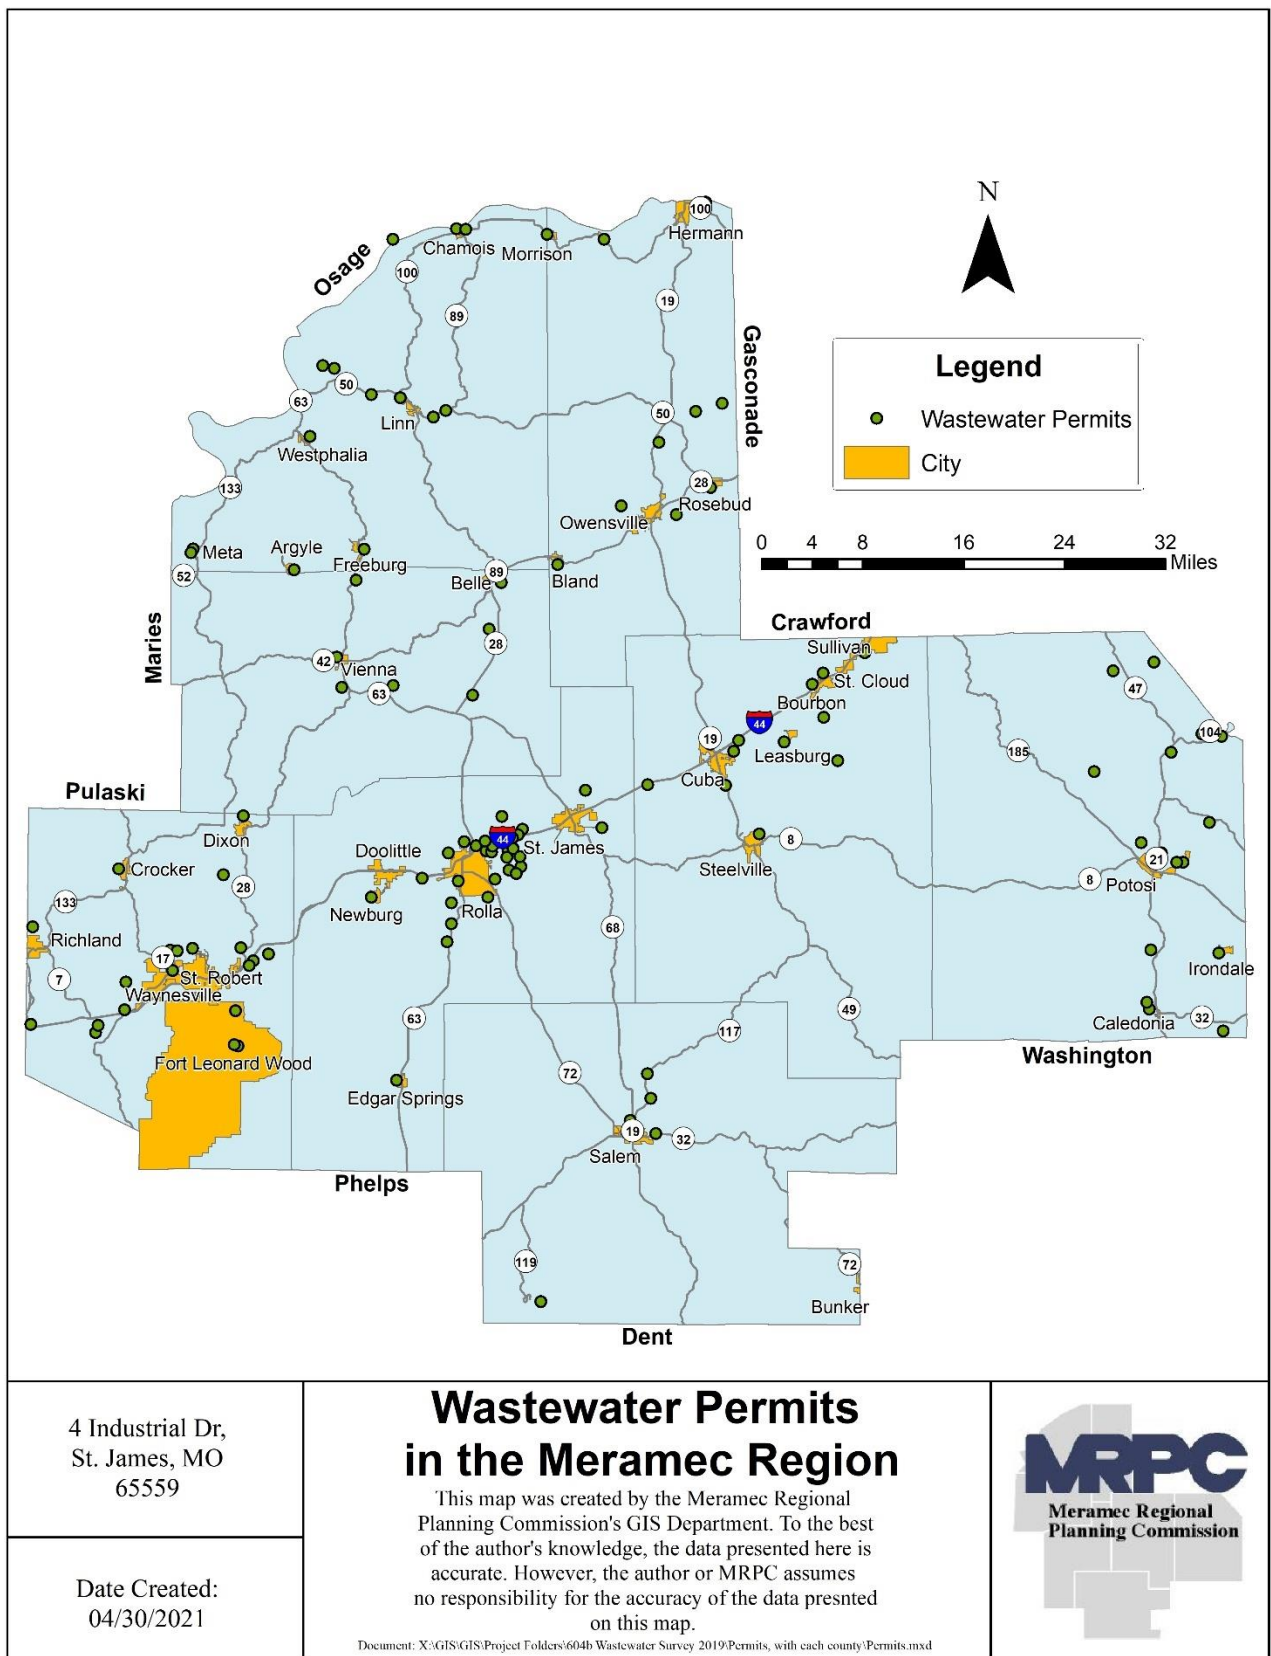 N
100
Hermann
Chamois
Morrison
Osage
100
19
89
Gasconade
Legend
Wastewater Permits
City
50
63
Linn
50
Westphalia
133
28
Rosebud
Owensville
0 4 8 16 24 32
Miles
Meta
Argyle
Freeburg
52
89
Belle
Bland
Maries
Crawford
Sullivan
28
42
Vienna
63
St. Cloud
Bourbon
47
44
19
104
Leasburg
185
Cuba
Pulaski
44
Dixon
Doolittle
St. James
8
Steelville
21
Crocker
8
Potosi
28
133
Newburg
Rolla
68
Richland
17
St. Robert
Irondale
7
Waynesville
49
63
117
32
Caledonia
Fort Leonard Wood
Washington
72
Edgar Springs
19
32
Salem
Phelps
119
72
Bunker
Dent
4 Industrial Dr,
St. James, MO
65559
Date Created:
04/30/2021
Wastewater Permits
in the Meramec Region
This map was created by the Meramec Regional
Planning Commission's GIS Department. To the best
of the author's knowledge, the data presented here is
accurate. However, the author or MRPC assumes
no responsibility for the accuracy of the data presnted
on this map.
Document: X:\GIS\GIS\Project Folders\604b Wastewater Survey 2019\Permits, with each county\Permits.mxd
MRPC
Meramec Regional
Planning Commission